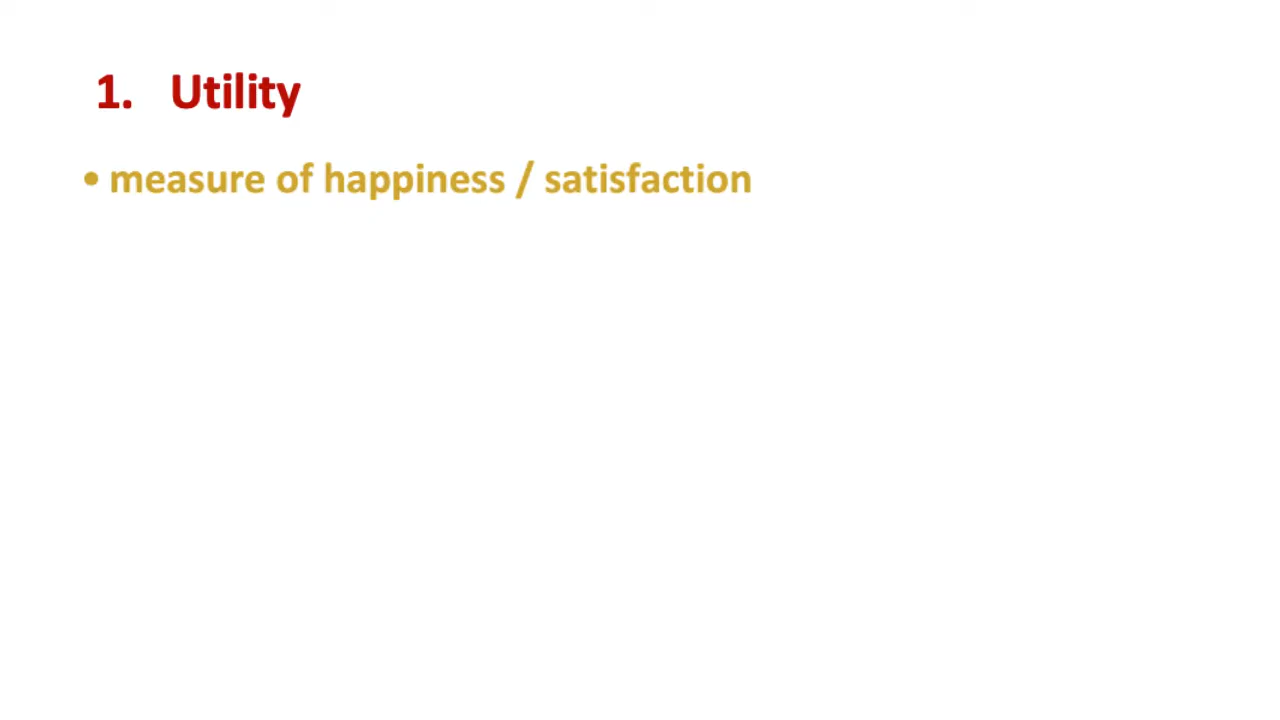 1. Utility
• measure of happiness / satisfaction